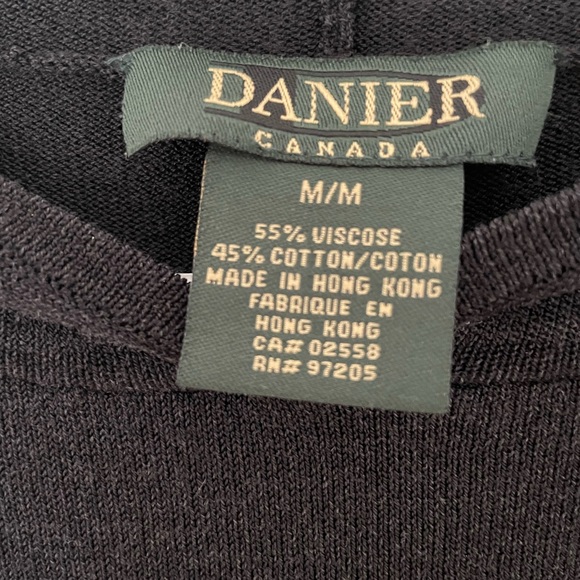 DANIER
CANADA
M/M
55% VISCOSE
45% COTTON/COTON
MADE IN HONG KONG
FABRIQUE EN
HONG KONG
CA# 02558
RN# 97205